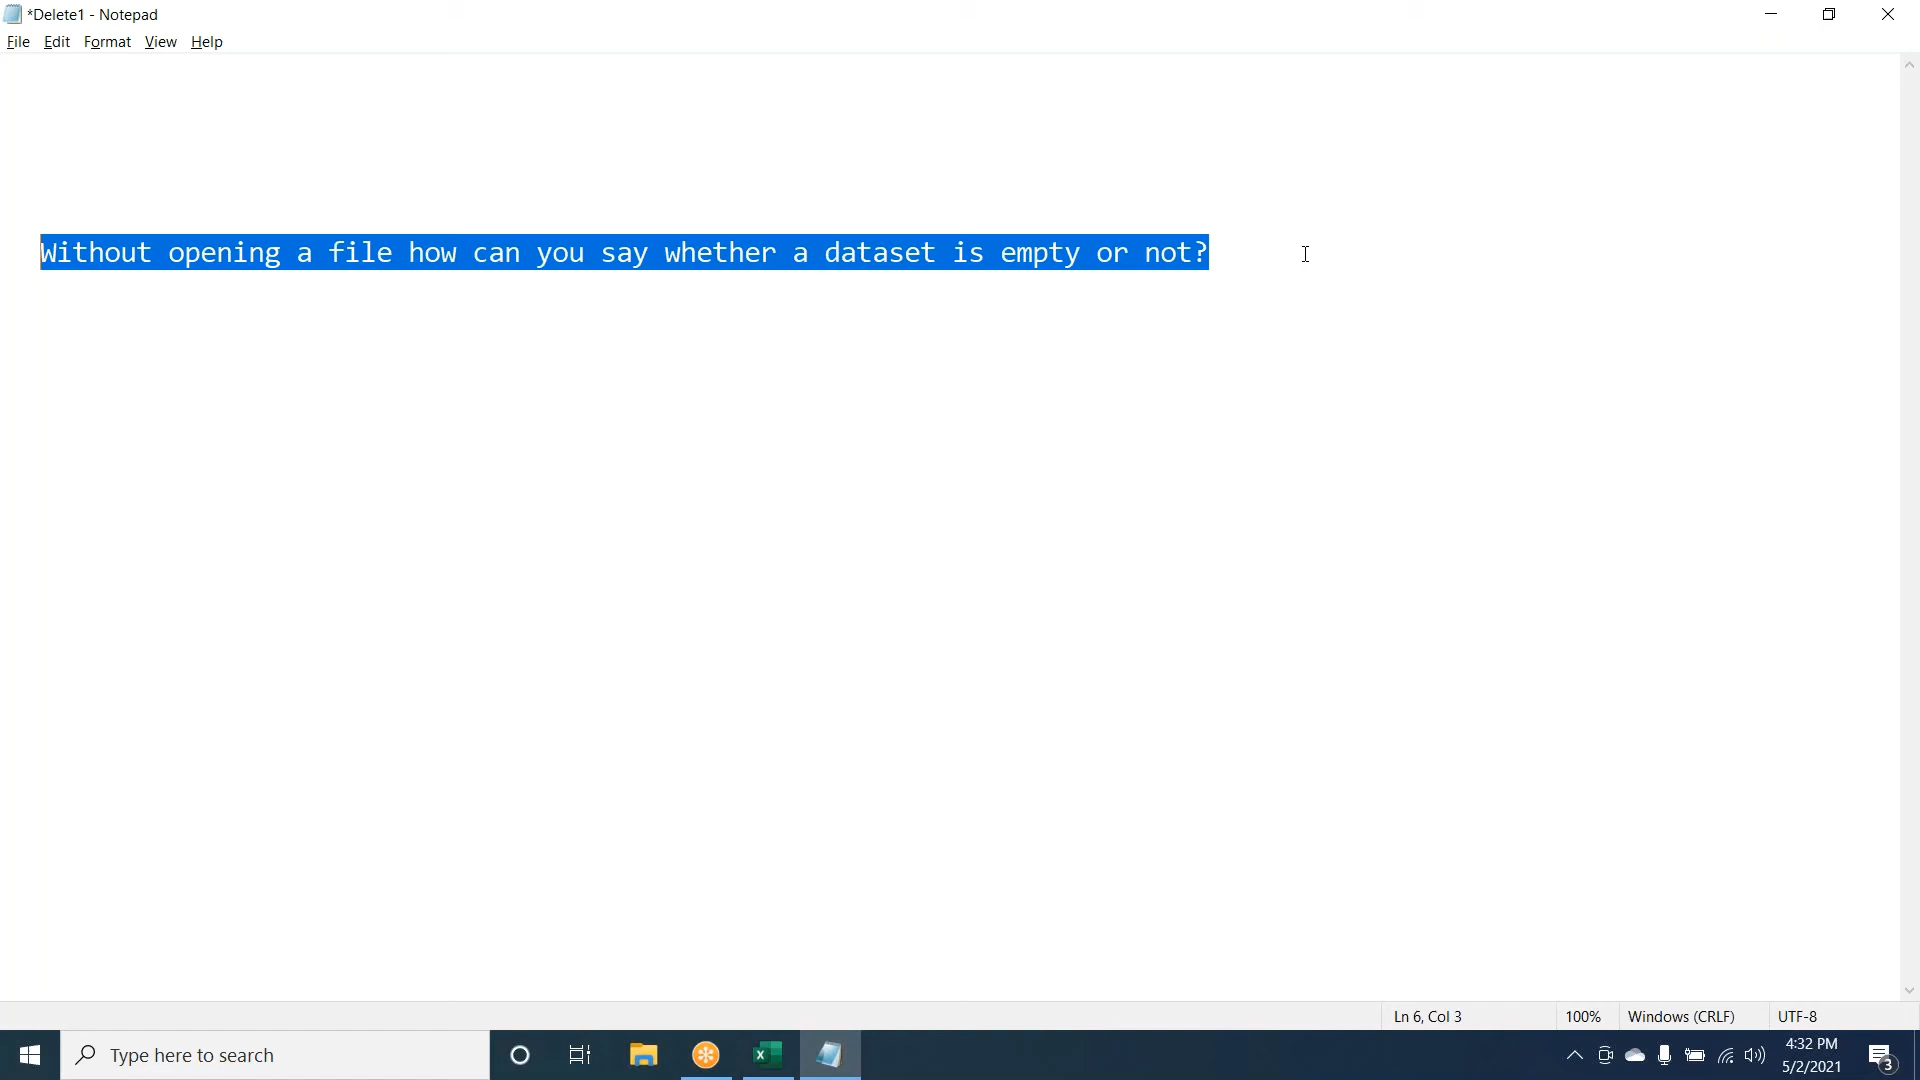 *Delete1 - Notepad
File Edit Format View Help
Without opening a file how can you say whether a dataset is empty or not?
Ln 6, Col 3 100% Windows (CRLF) UTF-8
Type here to search
4:32 PM
5/2/2021
3